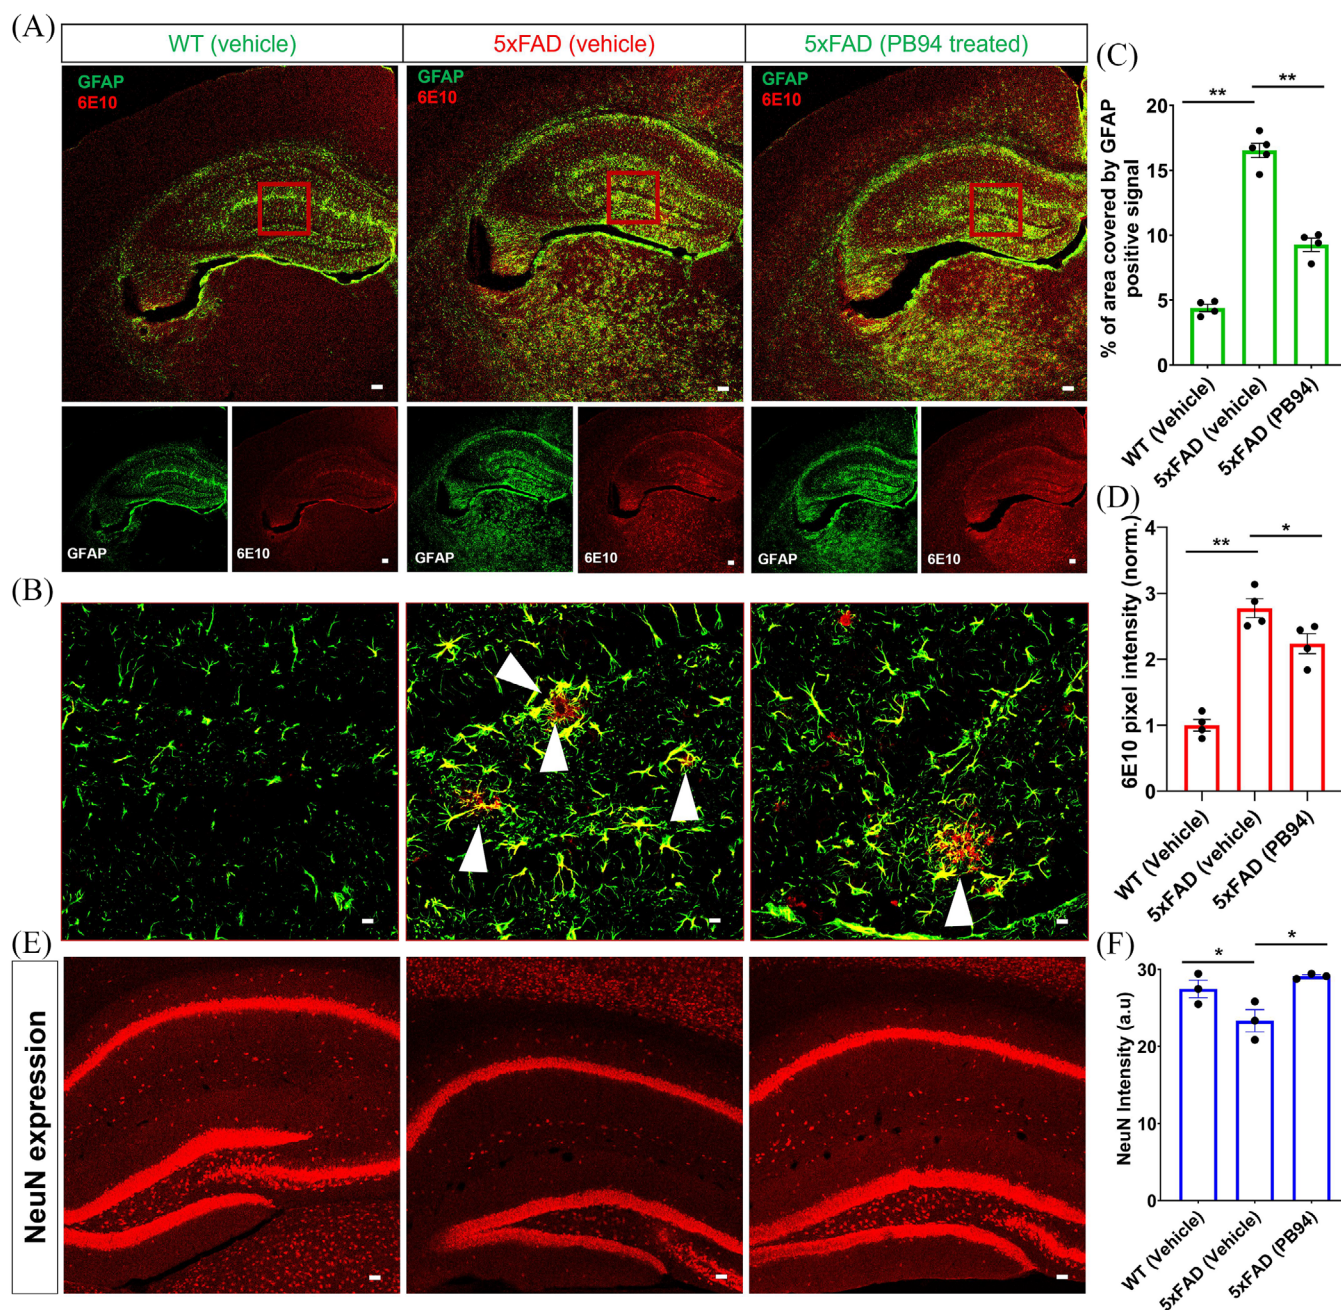 (A)
WT (vehicle)
5xFAD (vehicle)
5xFAD (PB94 treated)
GFAP
6E10
GFAP
6E10
GFAP
6E10
GFAP
6E10
GFAP
6E10
GFAP
6E10
(B)
(C)
% of area covered by GFAP
positive signal
20
15
10
5
0
**
**
WT (Vehicle)
5xFAD (vehicle)
5xFAD (PB94)
(D)
6E10 pixel intensity (norm.)
4
3
2
1
0
**
*
WT (Vehicle)
5xFAD (vehicle)
5xFAD (PB94)
(E)
NeuN expression
(F)
NeuN Intensity (a.u)
30
20
10
0
*
*
WT (Vehicle)
5xFAD (Vehicle)
5xFAD (PB94)